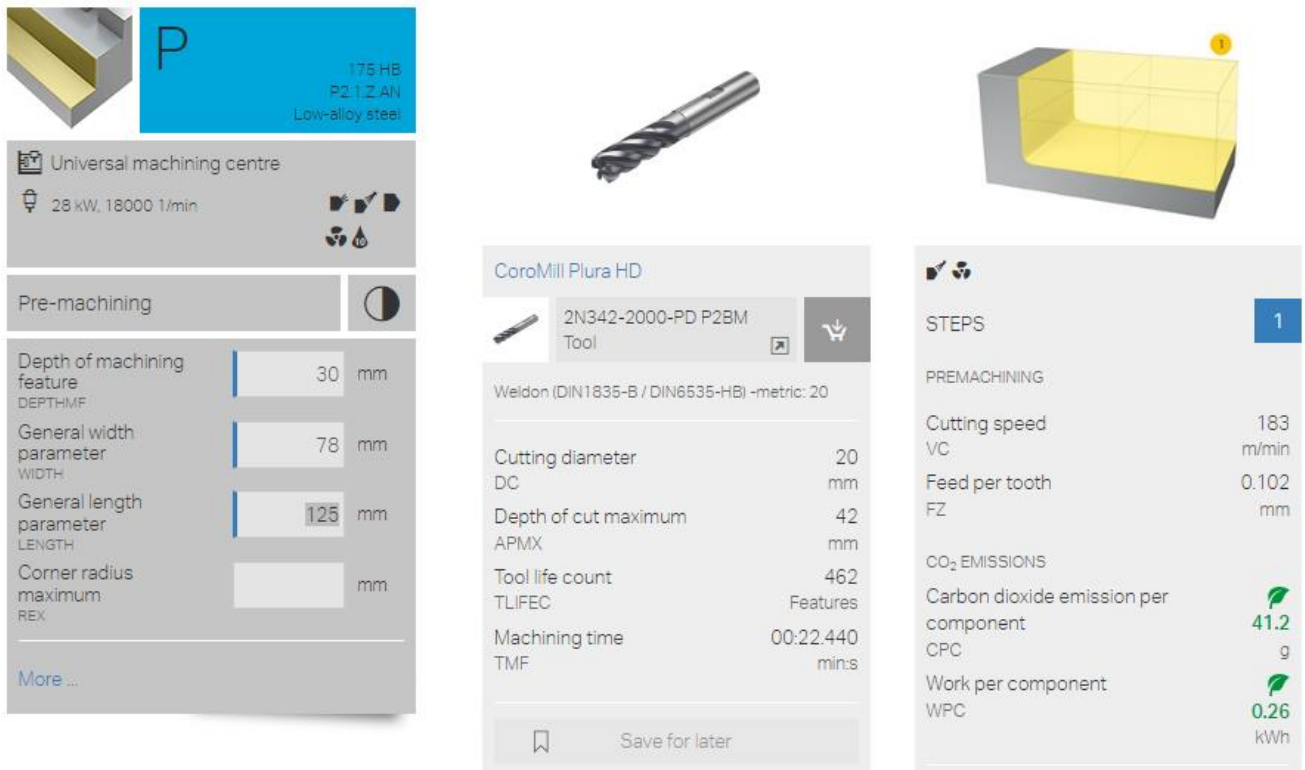 P
175 HB
P2.1.Z.AN
Low-alloy steel
Universal machining centre
28 kW, 18000 1/min
10
Pre-machining
Depth of machining
feature
DEPTHMF
30 mm
General width
parameter
WIDTH
78 mm
General length
parameter
LENGTH
125 mm
Corner radius
maximum
REX
mm
More ...
CoroMill Plura HD
2N342-2000-PD P2BM
Tool
Weldon (DIN1835-B / DIN6535-HB) -metric: 20
Cutting diameter 20
DC mm
Depth of cut maximum 42
APMX mm
Tool life count 462
TLIFEC Features
Machining time 00:22.440
TMF min:s
Save for later
1
STEPS 1
PREMACHINING
Cutting speed 183
VC m/min
Feed per tooth 0.102
FZ mm
CO₂ EMISSIONS
Carbon dioxide emission per
component 41.2
CPC g
Work per component
WPC 0.26
kWh